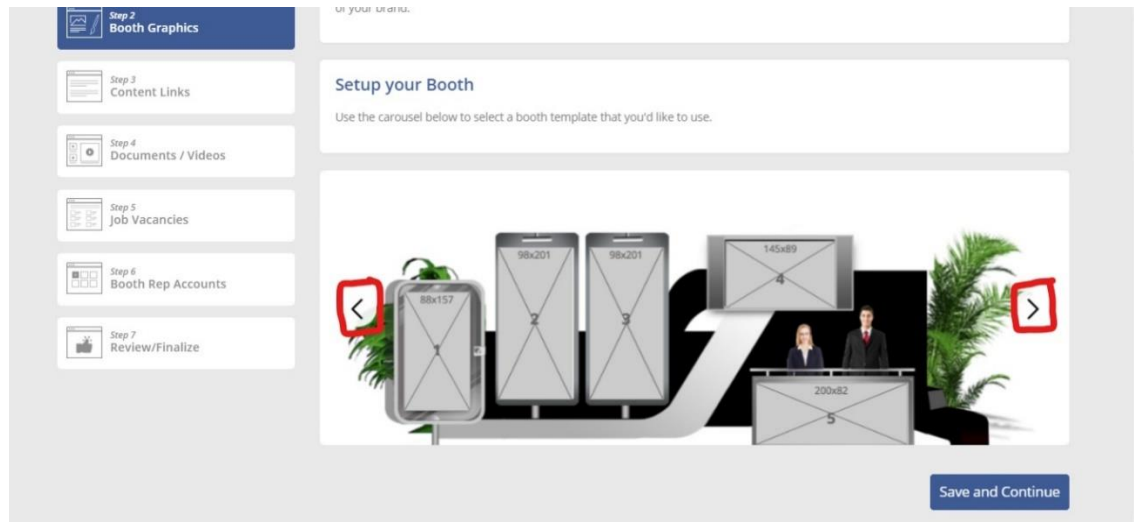 Step 2
Booth Graphics
of your brand.
Step 3
Content Links
Setup your Booth
Use the carousel below to select a booth template that you'd like to use.
Step 4
Documents / Videos
Step 5
Job Vacancies
Step 6
Booth Rep Accounts
Step 7
Review/Finalize
88x157
1
98x201
2
98x201
3
145x89
4
200x82
5
Save and Continue